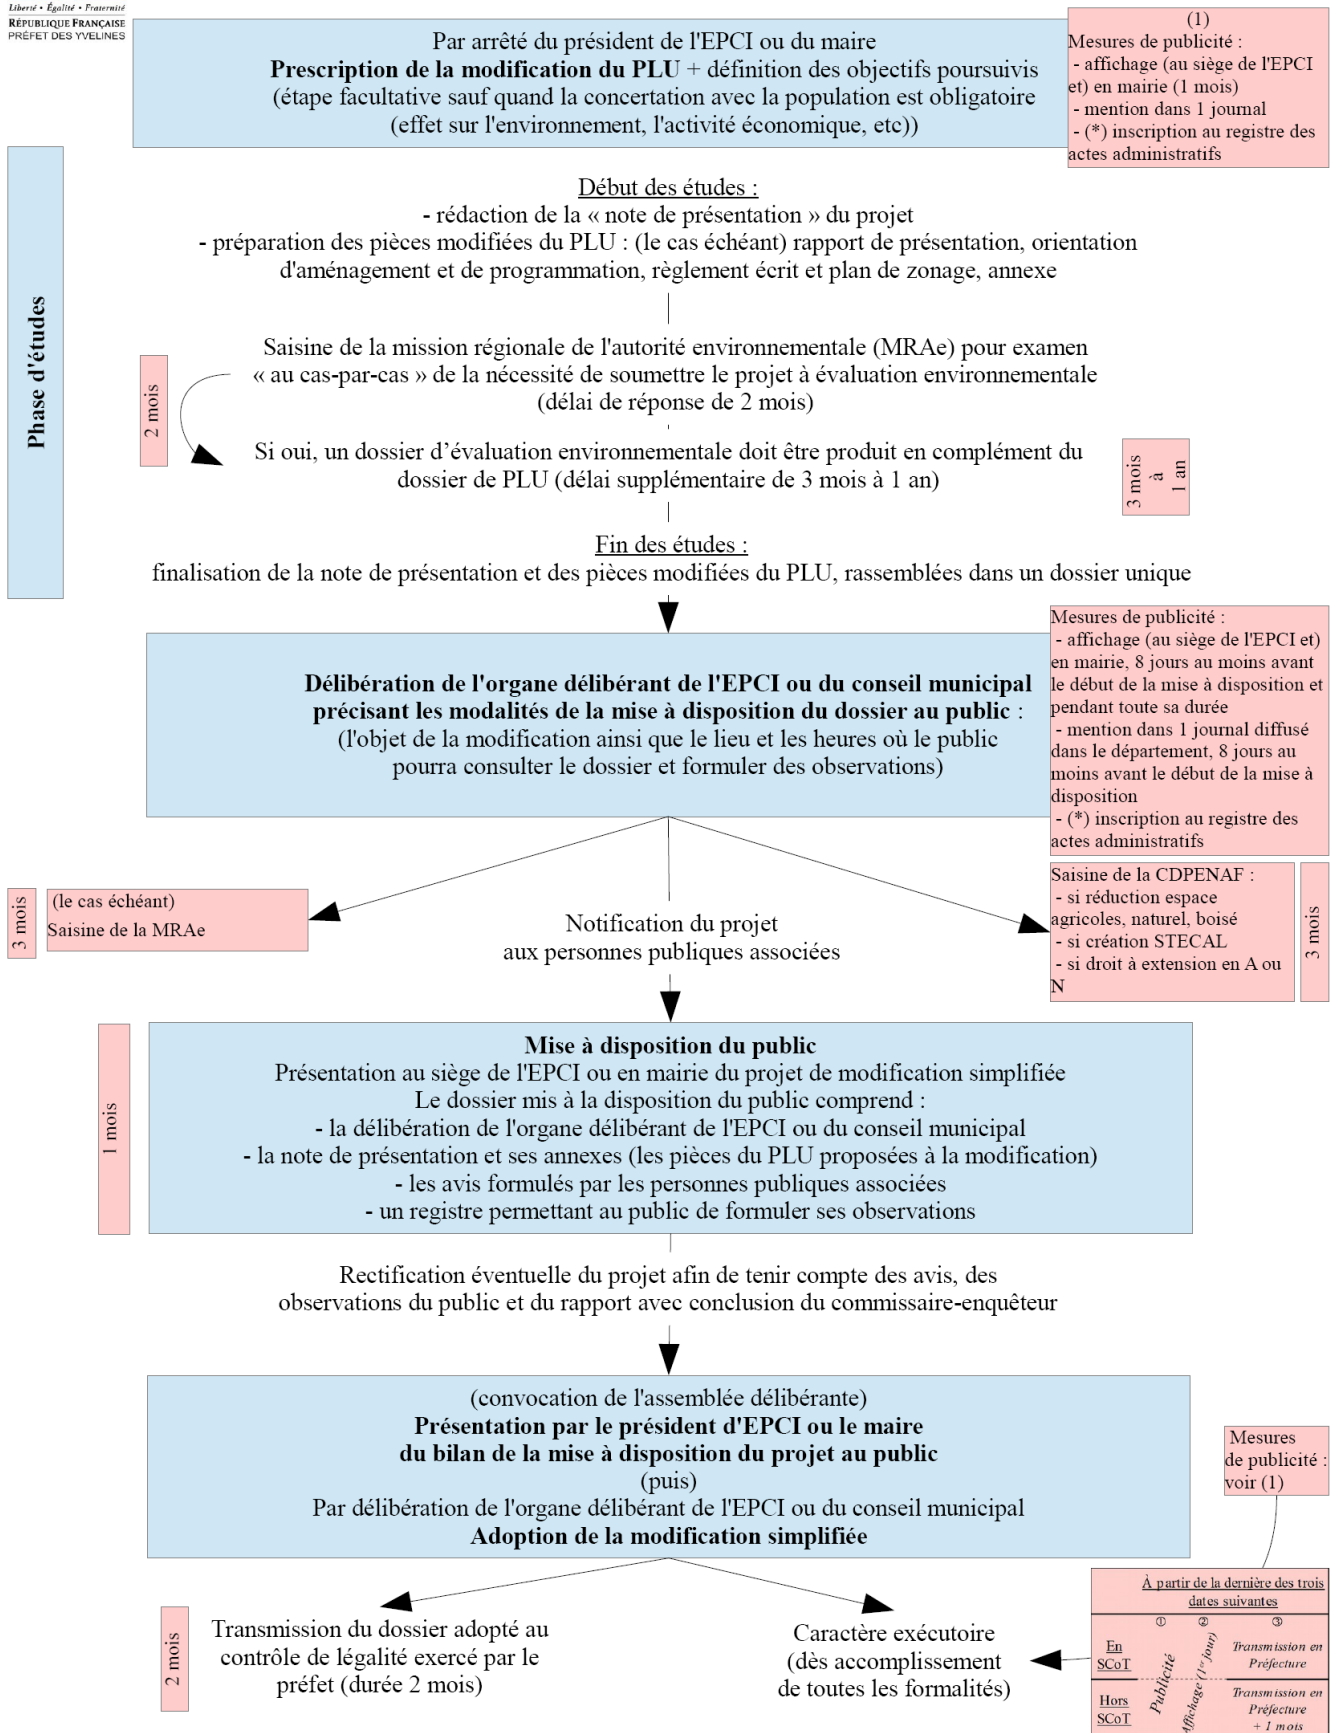 Liberté • Égalité • Fraternité
RÉPUBLIQUE FRANÇAISE
PRÉFET DES YVELINES
Par arrêté du président de l'EPCI ou du maire
Prescription de la modification du PLU + définition des objectifs poursuivis
(étape facultative sauf quand la concertation avec la population est obligatoire
(effet sur l'environnement, l'activité économique, etc))
(1)
Mesures de publicité :
- affichage (au siège de l'EPCI
et) en mairie (1 mois)
- mention dans 1 journal
- (*) inscription au registre des
actes administratifs
Phase d'études
Début des études :
- rédaction de la « note de présentation » du projet
- préparation des pièces modifiées du PLU : (le cas échéant) rapport de présentation, orientation
d'aménagement et de programmation, règlement écrit et plan de zonage, annexe
2 mois
Saisine de la mission régionale de l'autorité environnementale (MRAe) pour examen
« au cas-par-cas » de la nécessité de soumettre le projet à évaluation environnementale
(délai de réponse de 2 mois)
Si oui, un dossier d’évaluation environnementale doit être produit en complément du
dossier de PLU (délai supplémentaire de 3 mois à 1 an)
3 mois
à
1 an
Fin des études :
finalisation de la note de présentation et des pièces modifiées du PLU, rassemblées dans un dossier unique
Délibération de l'organe délibérant de l'EPCI ou du conseil municipal
précisant les modalités de la mise à disposition du dossier au public :
(l'objet de la modification ainsi que le lieu et les heures où le public
pourra consulter le dossier et formuler des observations)
Mesures de publicité :
- affichage (au siège de l'EPCI et)
en mairie, 8 jours au moins avant
le début de la mise à disposition et
pendant toute sa durée
- mention dans 1 journal diffusé
dans le département, 8 jours au
moins avant le début de la mise à
disposition
- (*) inscription au registre des
actes administratifs
3 mois
(le cas échéant)
Saisine de la MRAe
Notification du projet
aux personnes publiques associées
Saisine de la CDPENAF :
- si réduction espace
agricoles, naturel, boisé
- si création STECAL
- si droit à extension en A ou
N
3 mois
1 mois
Mise à disposition du public
Présentation au siège de l'EPCI ou en mairie du projet de modification simplifiée
Le dossier mis à la disposition du public comprend :
- la délibération de l'organe délibérant de l'EPCI ou du conseil municipal
- la note de présentation et ses annexes (les pièces du PLU proposées à la modification)
- les avis formulés par les personnes publiques associées
- un registre permettant au public de formuler ses observations
Rectification éventuelle du projet afin de tenir compte des avis, des
observations du public et du rapport avec conclusion du commissaire-enquêteur
(convocation de l'assemblée délibérante)
Présentation par le président d'EPCI ou le maire
du bilan de la mise à disposition du projet au public
(puis)
Par délibération de l'organe délibérant de l'EPCI ou du conseil municipal
Adoption de la modification simplifiée
Mesures
de publicité :
voir (1)
2 mois
Transmission du dossier adopté au
contrôle de légalité exercé par le
préfet (durée 2 mois)
Caractère exécutoire
(dès accomplissement
de toutes les formalités)
À partir de la dernière des trois
dates suivantes
① ② ③
En
SCoT
Publicité
Affichage (1er jour)
Transmission en
Préfecture
Hors
SCoT
Transmission en
Préfecture
+ 1 mois